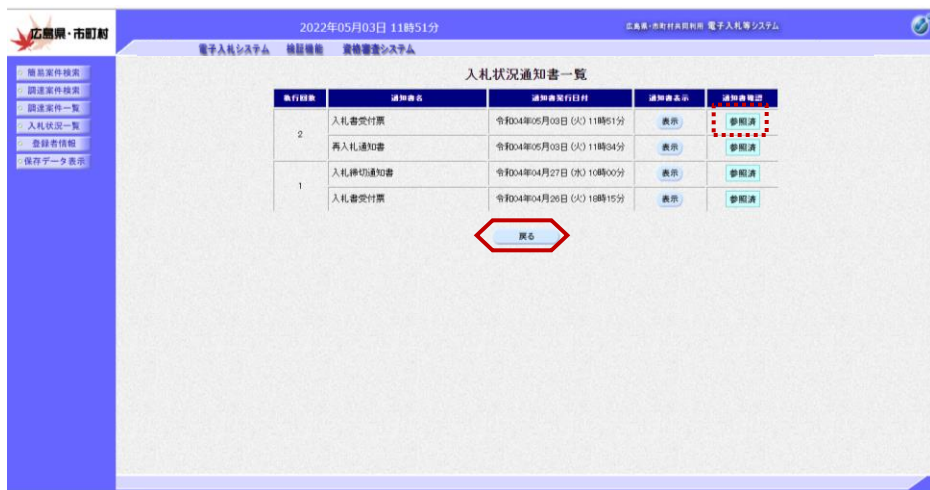 広島県・市町村
2022年05月03日 11時51分
広島県・市町村共同利用 電子入札等システム
電子入札システム 検証機能 資格審査システム
簡易案件検索
調達案件検索
調達案件一覧
入札状況一覧
登録者情報
保存データ表示
入札状況通知書一覧
執行回数 通知書名 通知書発行日付 通知書表示 通知書確認
2 入札書受付票 令和04年05月03日 (火) 11時51分 表示 参照済
再入札通知書 令和04年05月03日 (火) 11時34分 表示 参照済
1 入札締切通知書 令和04年04月27日 (水) 10時00分 表示 参照済
入札書受付票 令和04年04月26日 (火) 18時15分 表示 参照済
戻る